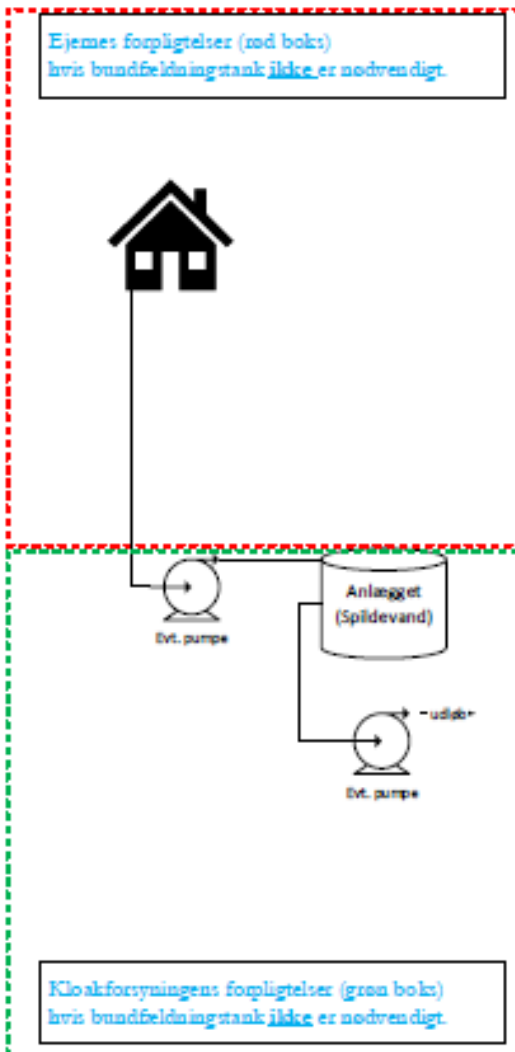 Ejernes forpligtelser (rød boks)
hvis bundfældningstank ikke er nødvendigt.
Anlægget
(Spildevand)
Evt. pumpe
-udløb-
Evt. pumpe
Kloakforsyningens forpligtelser (grøn boks)
hvis bundfældningstank ikke er nødvendigt.